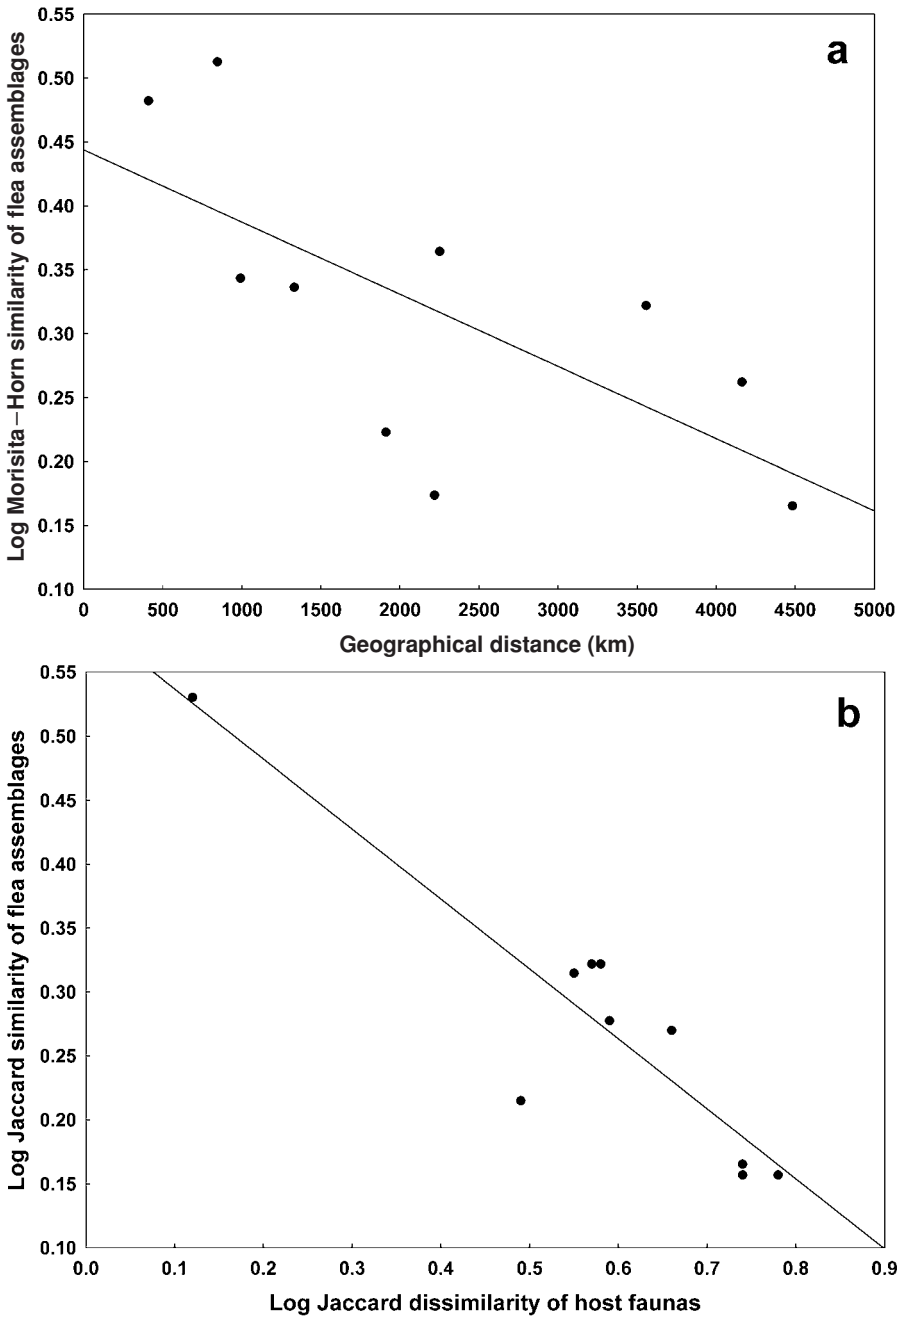 a
Log Morisita–Horn similarity of flea assemblages
0.55
0.50
0.45
0.40
0.35
0.30
0.25
0.20
0.15
0.10
0 500 1000 1500 2000 2500 3000 3500 4000 4500 5000
Geographical distance (km)
b
Log Jaccard similarity of flea assemblages
0.55
0.50
0.45
0.40
0.35
0.30
0.25
0.20
0.15
0.10
0.0 0.1 0.2 0.3 0.4 0.5 0.6 0.7 0.8 0.9
Log Jaccard dissimilarity of host faunas